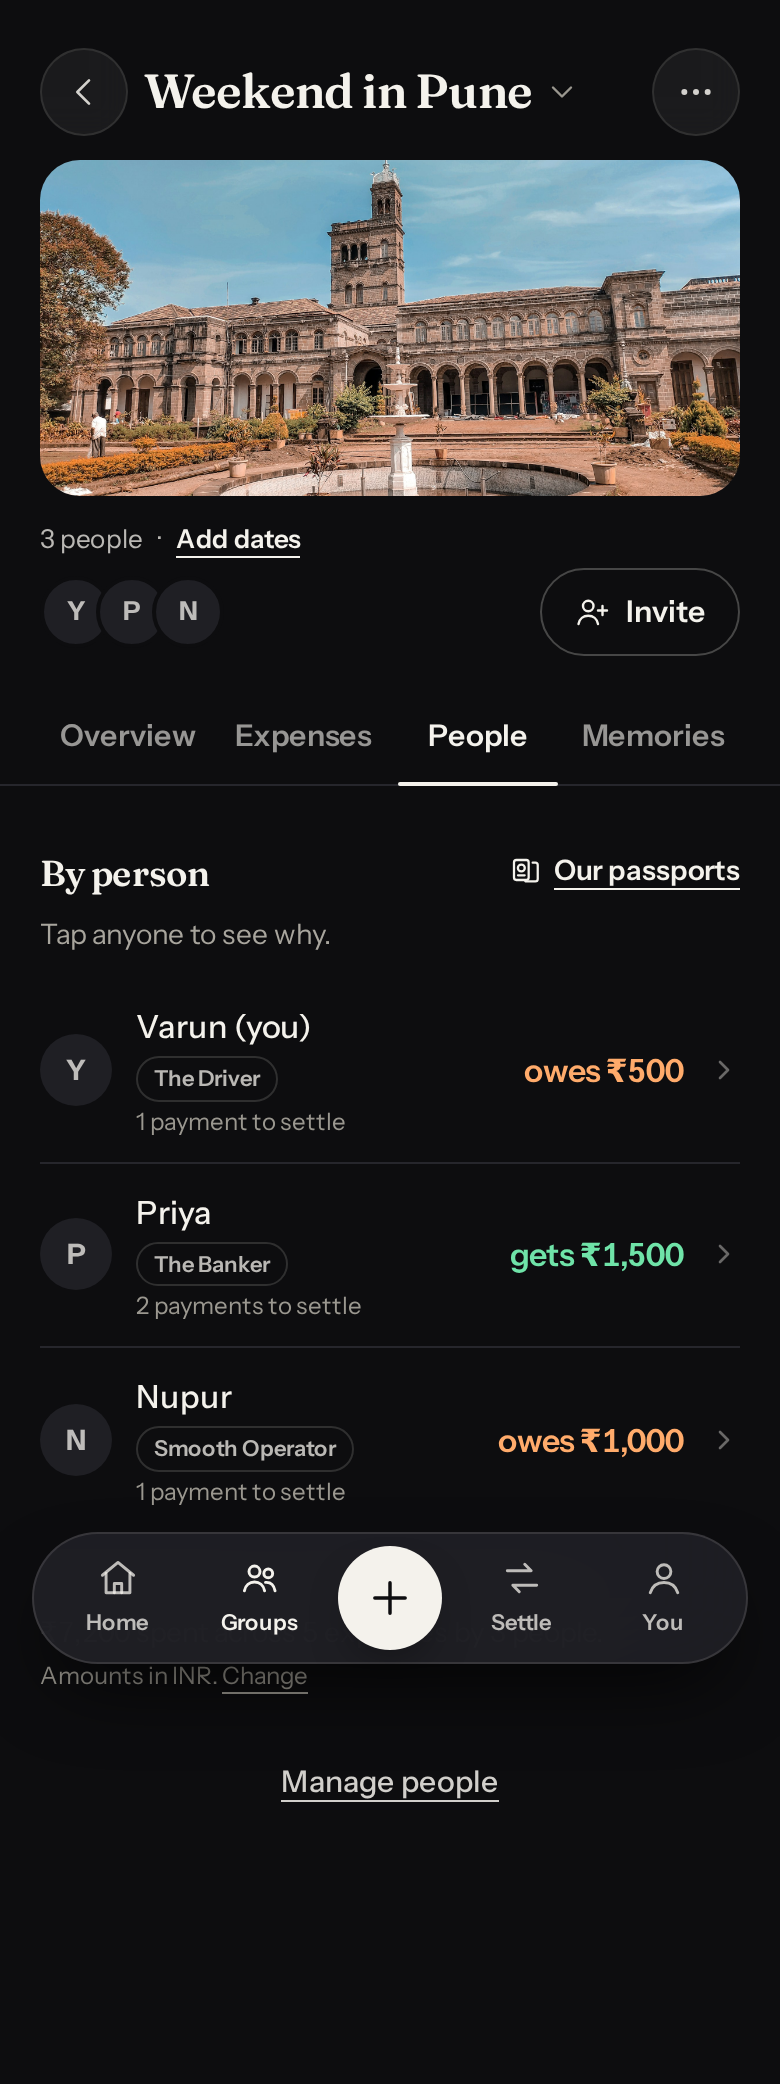 Weekend in Pune
3 people · Add dates
Y P N
Invite
Overview Expenses People Memories
By person
Our passports
Tap anyone to see why.
Varun (you)
Y
The Driver
owes ₹500
1 payment to settle
Priya
P
The Banker
gets ₹1,500
2 payments to settle
Nupur
N
Smooth Operator
owes ₹1,000
1 payment to settle
Home Groups Settle You
Amounts in INR. Change
Manage people